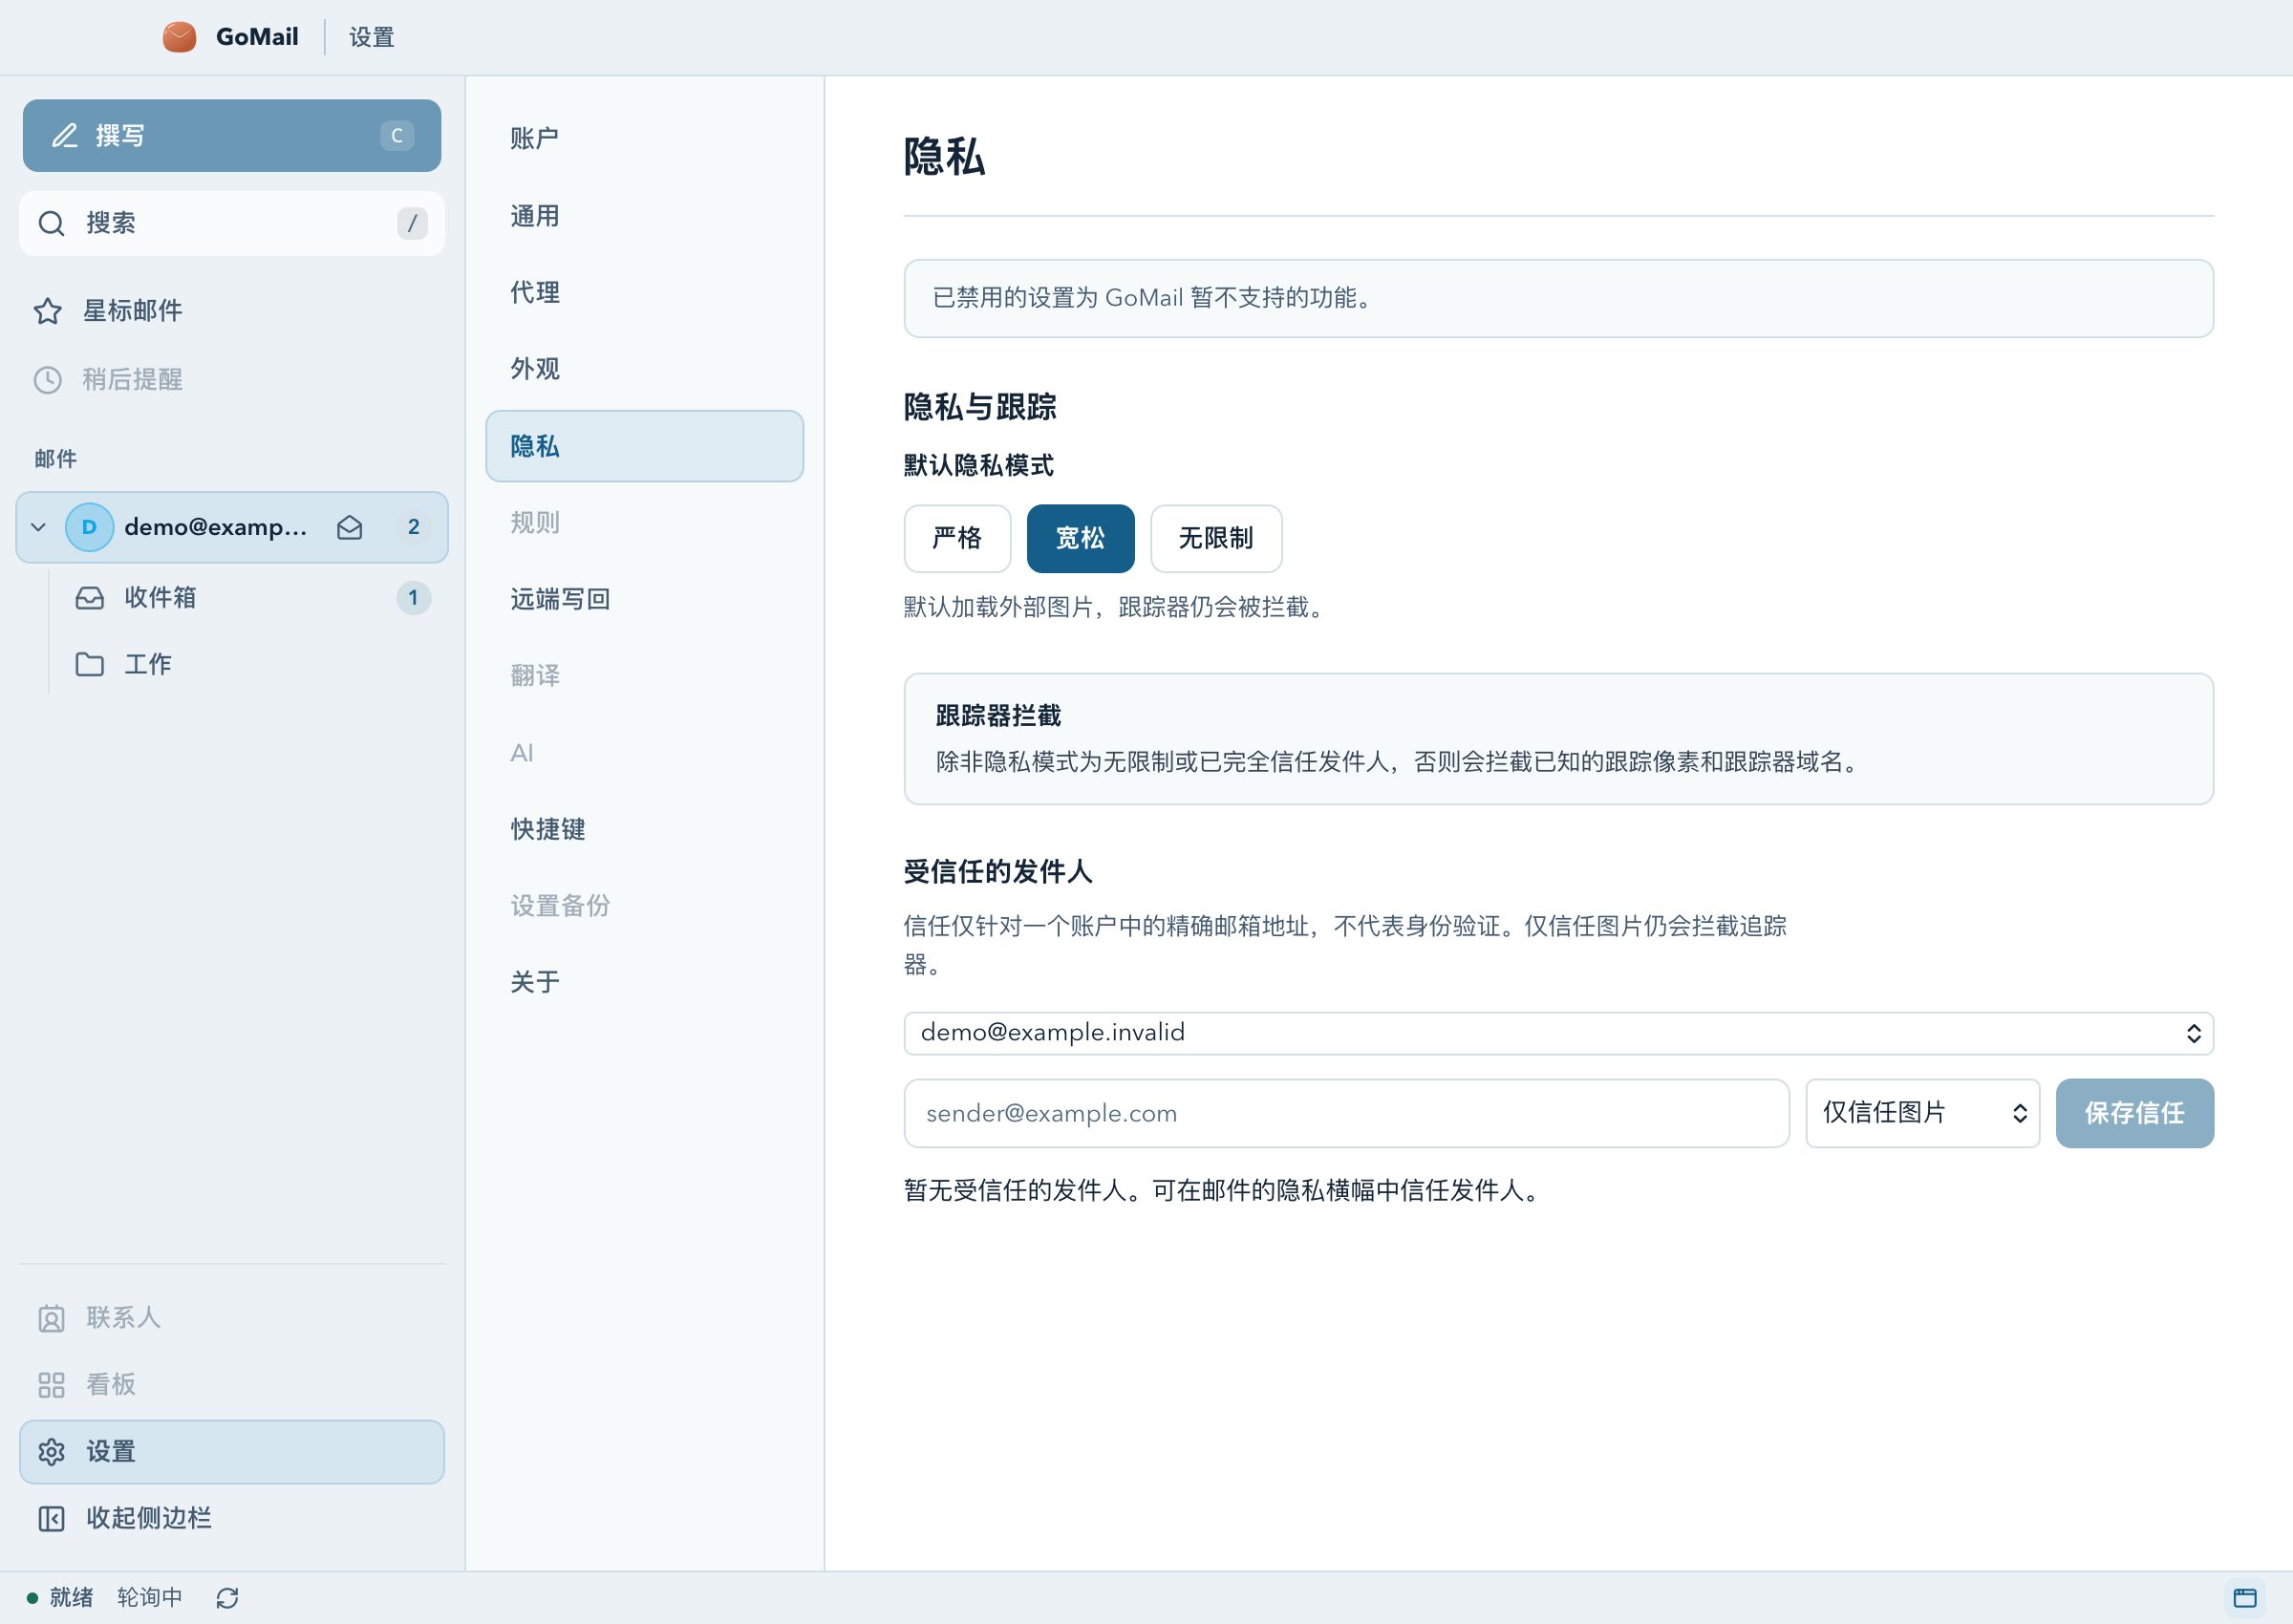 GoMail
设置
撰写
C
搜索
/
星标邮件
稍后提醒
邮件
D
demo@examp...
2
收件箱
1
工作
联系人
看板
设置
收起侧边栏
账户
通用
代理
外观
隐私
规则
远端写回
翻译
AI
快捷键
设置备份
关于
隐私
已禁用的设置为 GoMail 暂不支持的功能。
隐私与跟踪
默认隐私模式
严格
宽松
无限制
默认加载外部图片，跟踪器仍会被拦截。
跟踪器拦截
除非隐私模式为无限制或已完全信任发件人，否则会拦截已知的跟踪像素和跟踪器域名。
受信任的发件人
信任仅针对一个账户中的精确邮箱地址，不代表身份验证。仅信任图片仍会拦截追踪
器。
demo@example.invalid
sender@example.com
仅信任图片
保存信任
暂无受信任的发件人。可在邮件的隐私横幅中信任发件人。
就绪
轮询中